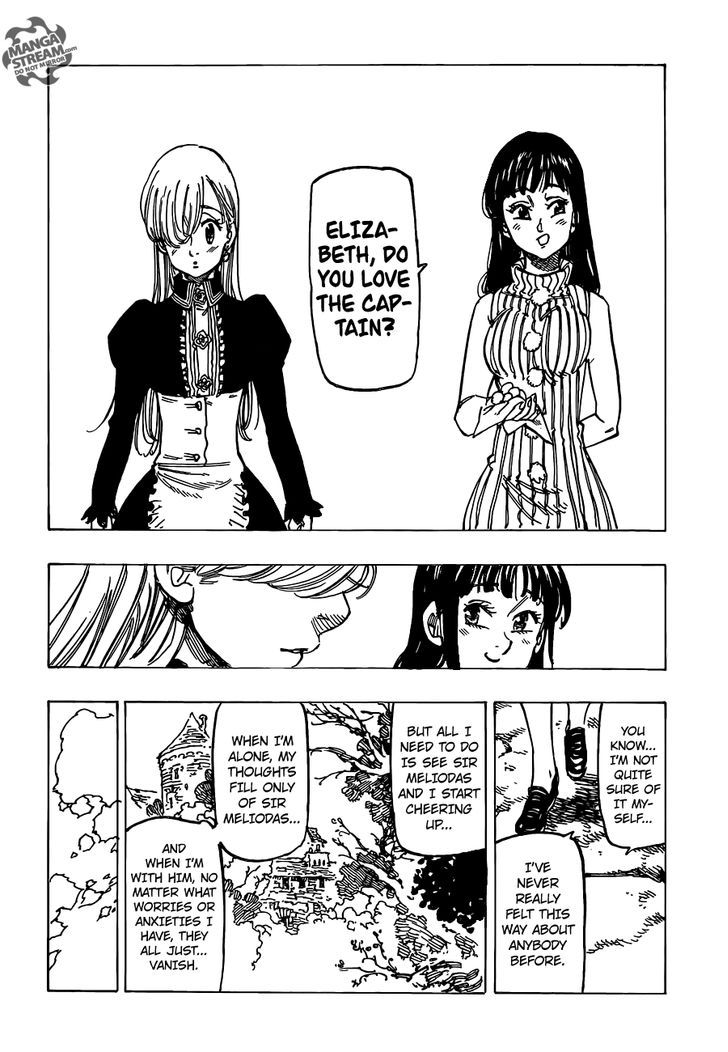 MANGA
STREAM.com
DO NOT MIRROR
ELIZA-
BETH, DO
YOU LOVE
THE CAP-
TAIN?
YOU
KNOW...
I'M NOT
QUITE
SURE OF
IT MY-
SELF...
I'VE
NEVER
REALLY
FELT THIS
WAY ABOUT
ANYBODY
BEFORE.
BUT ALL I
NEED TO DO
IS SEE SIR
MELIODAS
AND I START
CHEERING
UP...
WHEN I'M
ALONE, MY
THOUGHTS
FILL ONLY
OF SIR
MELIODAS...
AND
WHEN I'M
WITH HIM, NO
MATTER WHAT
WORRIES OR
ANXIETIES I
HAVE, THEY
ALL JUST...
VANISH.